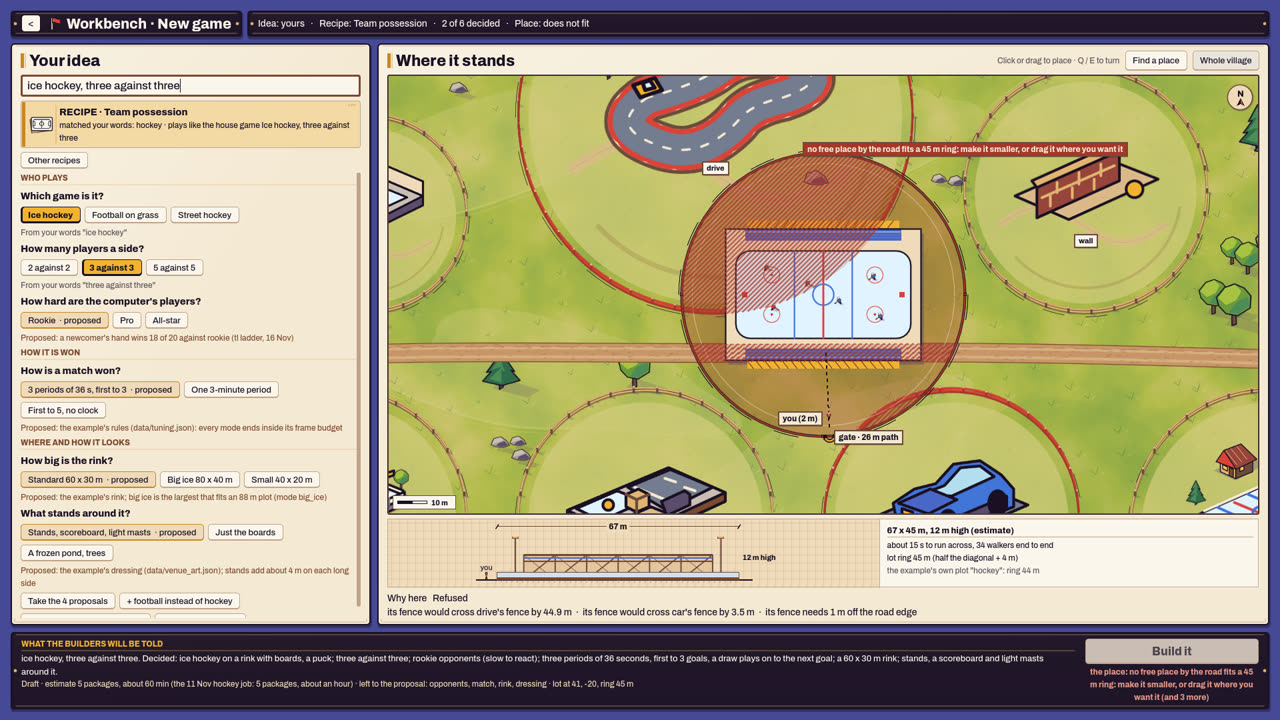 < Workbench · New game
Idea: yours · Recipe: Team possession · 2 of 6 decided · Place: does not fit
Your idea
ice hockey, three against three
RECIPE · Team possession
matched your words: hockey · plays like the house game Ice hockey, three against
three
Other recipes
WHO PLAYS
Which game is it?
Ice hockey Football on grass Street hockey
From your words "ice hockey"
How many players a side?
2 against 2 3 against 3 5 against 5
From your words "three against three"
How hard are the computer's players?
Rookie · proposed Pro All-star
Proposed: a newcomer's hand wins 18 of 20 against rookie (tl ladder, 16 Nov)
HOW IT IS WON
How is a match won?
3 periods of 36 s, first to 3 · proposed One 3-minute period
First to 5, no clock
Proposed: the example's rules (data/tuning.json): every mode ends inside its frame budget
WHERE AND HOW IT LOOKS
How big is the rink?
Standard 60 x 30 m · proposed Big ice 80 x 40 m Small 40 x 20 m
Proposed: the example's rink; big ice is the largest that fits an 88 m plot (mode big_ice)
What stands around it?
Stands, scoreboard, light masts · proposed Just the boards
A frozen pond, trees
Proposed: the example's dressing (data/venue_art.json); stands add about 4 m on each long
side
Take the 4 proposals + football instead of hockey
Where it stands
Click or drag to place · Q / E to turn Find a place Whole village
N
no free place by the road fits a 45 m ring: make it smaller, or drag it where you want it
drive
wall
you (2 m)
gate · 26 m path
10 m
67 m
12 m high
you
67 x 45 m, 12 m high (estimate)
about 15 s to run across, 34 walkers end to end
lot ring 45 m (half the diagonal + 4 m)
the example's own plot "hockey": ring 44 m
Why here Refused
its fence would cross drive's fence by 44.9 m · its fence would cross car's fence by 3.5 m · its fence needs 1 m off the road edge
WHAT THE BUILDERS WILL BE TOLD
ice hockey, three against three. Decided: ice hockey on a rink with boards, a puck; three against three; rookie opponents (slow to react); three periods of 36 seconds, first to 3 goals, a draw plays on to the next goal; a 60 x 30 m rink; stands, a scoreboard and light masts
around it.
Draft · estimate 5 packages, about 60 min (the 11 Nov hockey job: 5 packages, about an hour) · left to the proposal: opponents, match, rink, dressing · lot at 41, -20, ring 45 m
Build it
the place: no free place by the road fits a 45
m ring: make it smaller, or drag it where you
want it (and 3 more)